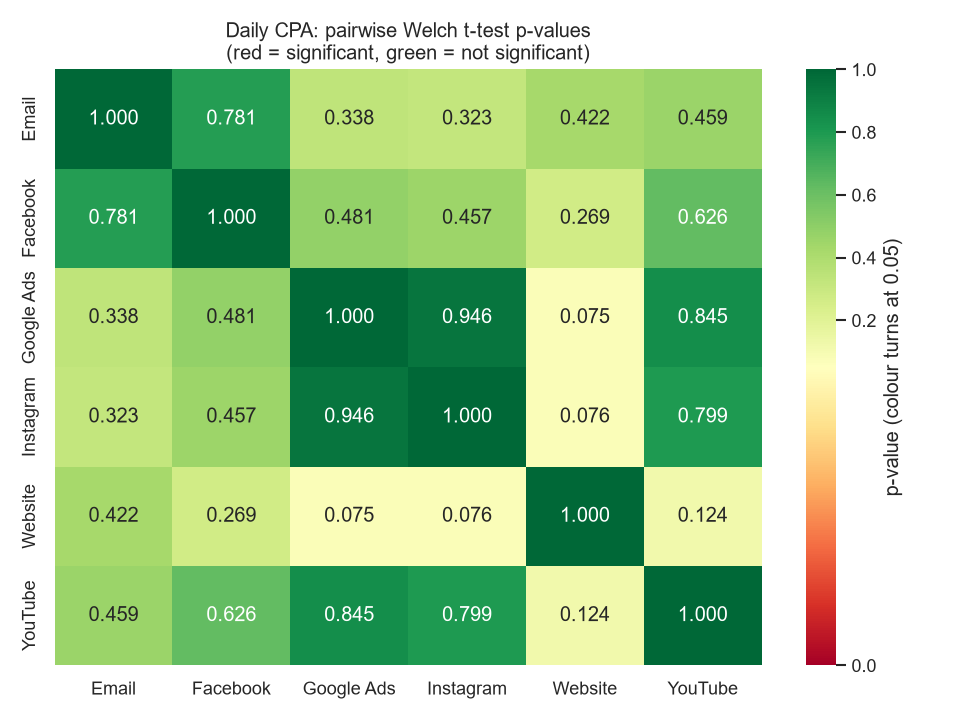 Daily CPA: pairwise Welch t-test p-values
(red = significant, green = not significant)
Email 1.000 0.781 0.338 0.323 0.422 0.459
Facebook 0.781 1.000 0.481 0.457 0.269 0.626
Google Ads 0.338 0.481 1.000 0.946 0.075 0.845
Instagram 0.323 0.457 0.946 1.000 0.076 0.799
Website 0.422 0.269 0.075 0.076 1.000 0.124
YouTube 0.459 0.626 0.845 0.799 0.124 1.000
Email Facebook Google Ads Instagram Website YouTube
1.0
0.8
0.6
0.4
0.2
0.0
p-value (colour turns at 0.05)